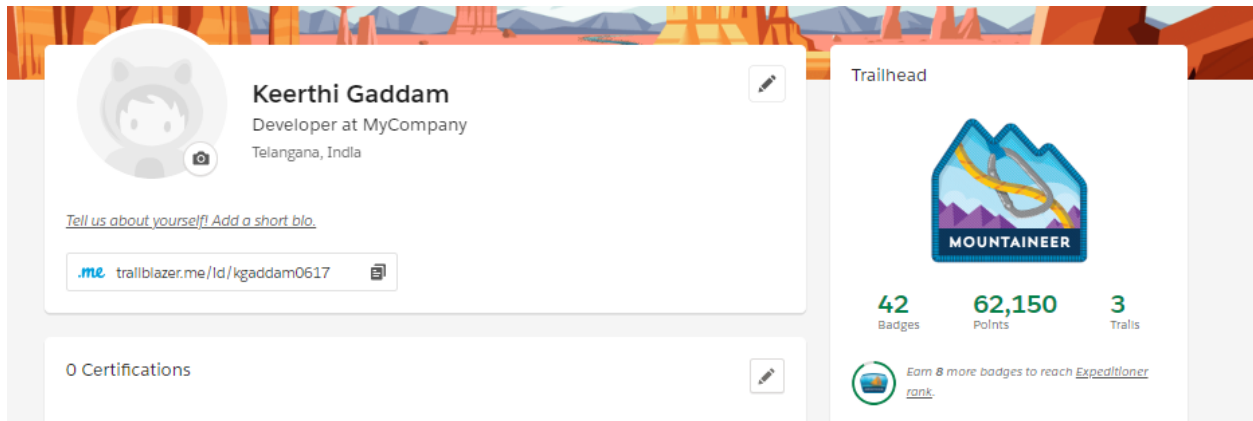 Keerthi Gaddam
Developer at MyCompany
Telangana, India
Tell us about yourself! Add a short bio.
.me trailblazer.me/id/kgaddam0617
0 Certifications
Trailhead
MOUNTAINEER
42 62,150 3
Badges Points Trails
Earn 8 more badges to reach Expeditioner
rank.